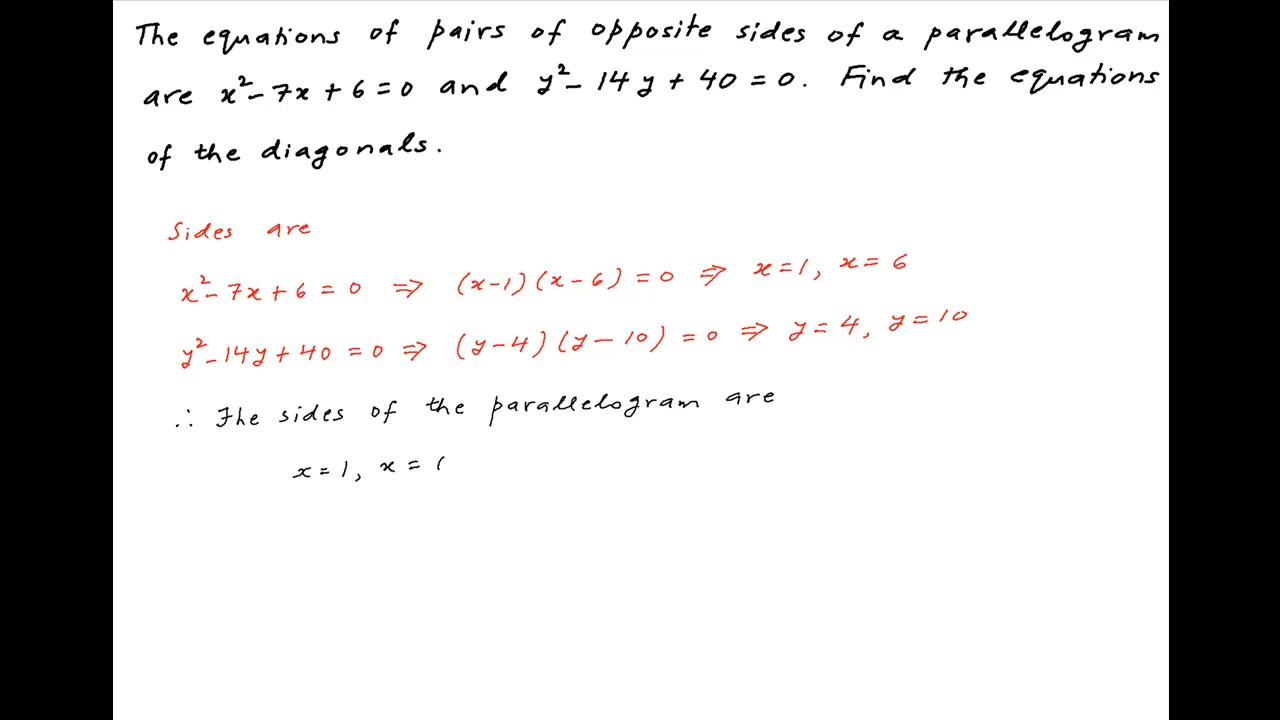 The equations of pairs of opposite sides of a parallelogram
are x² - 7x + 6 = 0 and y² - 14y + 40 = 0. Find the equations
of the diagonals.
Sides are
x² - 7x + 6 = 0 ⇒ (x-1)(x-6) = 0 ⇒ x = 1, x = 6
y² - 14y + 40 = 0 ⇒ (y-4)(y-10) = 0 ⇒ y = 4, y = 10
∴ The sides of the parallelogram are
x = 1, x =